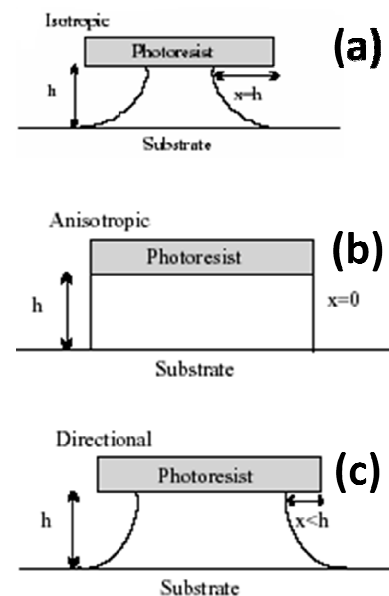 Isotropic
(a)
Photoresist
h
x=h
Substrate
Anisotropic
(b)
Photoresist
h
x=0
Substrate
Directional
(c)
Photoresist
h
x<h
Substrate